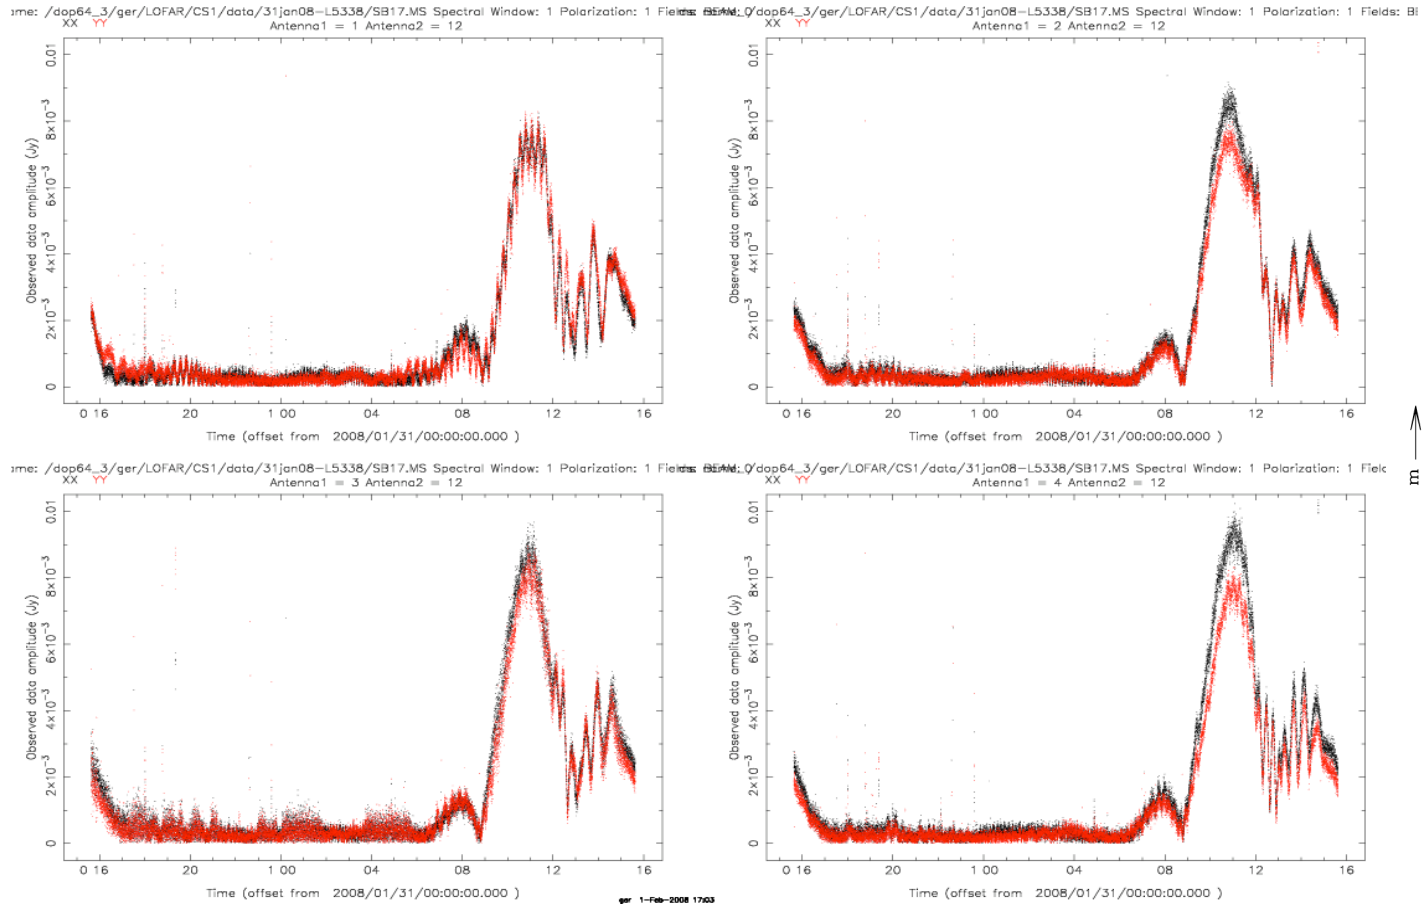 ame: /dop64_3/ger/LOFAR/CS1/data/31jan08-L5338/SB17.MS Spectral Window: 1 Polarization: 1
/dop64_3/ger/LOFAR/CS1/data/31jan08-L5338/SB17.MS Spectral Window: 1 Polarization: 1 Fields: BE
XX YY
Antenna1 = 1 Antenna2 = 12
XX YY
Antenna1 = 2 Antenna2 = 12
Observed data amplitude (Jy)
0.01
8×10⁻³
6×10⁻³
4×10⁻³
2×10⁻³
0
0 16 20 1 00 04 08 12 16
Time (offset from 2008/01/31/00:00:00.000 )
Observed data amplitude (Jy)
0.01
8×10⁻³
6×10⁻³
4×10⁻³
2×10⁻³
0
0 16 20 1 00 04 08 12 16
Time (offset from 2008/01/31/00:00:00.000 )
m
ame: /dop64_3/ger/LOFAR/CS1/data/31jan08-L5338/SB17.MS Spectral Window: 1 Polarization: 1
/dop64_3/ger/LOFAR/CS1/data/31jan08-L5338/SB17.MS Spectral Window: 1 Polarization: 1 Field
XX YY
Antenna1 = 3 Antenna2 = 12
XX YY
Antenna1 = 4 Antenna2 = 12
Observed data amplitude (Jy)
0.01
8×10⁻³
6×10⁻³
4×10⁻³
2×10⁻³
0
0 16 20 1 00 04 08 12 16
Time (offset from 2008/01/31/00:00:00.000 )
Observed data amplitude (Jy)
0.01
8×10⁻³
6×10⁻³
4×10⁻³
2×10⁻³
0
0 16 20 1 00 04 08 12 16
Time (offset from 2008/01/31/00:00:00.000 )
ger 1-Feb-2008 17:03